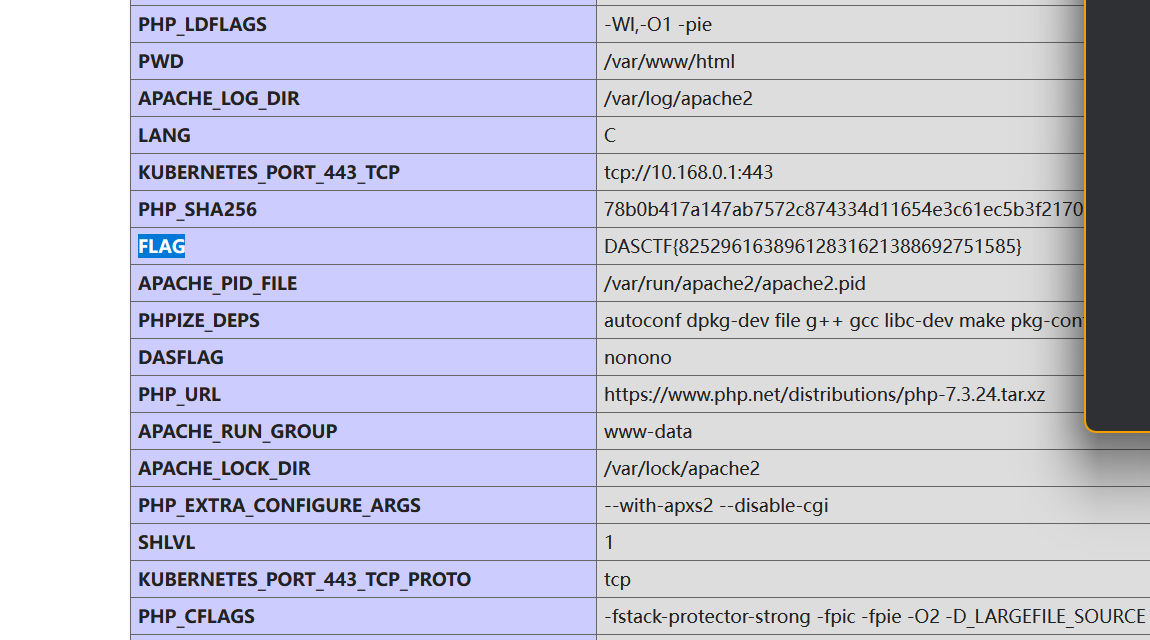 PHP_LDFLAGS -Wl,-O1 -pie
PWD /var/www/html
APACHE_LOG_DIR /var/log/apache2
LANG C
KUBERNETES_PORT_443_TCP tcp://10.168.0.1:443
PHP_SHA256 78b0b417a147ab7572c874334d11654e3c61ec5b3f2170
FLAG DASCTF{82529616389612831621388692751585}
APACHE_PID_FILE /var/run/apache2/apache2.pid
PHPIZE_DEPS autoconf dpkg-dev file g++ gcc libc-dev make pkg-con
DASFLAG nonono
PHP_URL https://www.php.net/distributions/php-7.3.24.tar.xz
APACHE_RUN_GROUP www-data
APACHE_LOCK_DIR /var/lock/apache2
PHP_EXTRA_CONFIGURE_ARGS --with-apxs2 --disable-cgi
SHLVL 1
KUBERNETES_PORT_443_TCP_PROTO tcp
PHP_CFLAGS -fstack-protector-strong -fpic -fpie -O2 -D_LARGEFILE_SOURCE